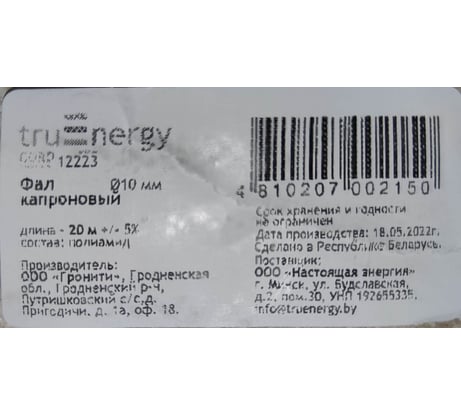 truEnergy
12223
Фал Ø10 мм
капроновый
длина - 20 м +/- 5%
состав: полиамид
Производитель:
ООО "Гронити", Гродненская
обл., Гродненский р-н,
Путришковский с/с,д.
Пригодичи, д. 1а, оф. 18.
4 810207 002150
Срок хранения и годности
не ограничен
Дата производства: 18.05.2022г.
Сделано в Республике Беларусь.
Поставщик:
ООО «Настоящая энергия»
г. Минск, ул. Будславская,
д.2, пом.30, УНП 192655335.
info@truenergy.by